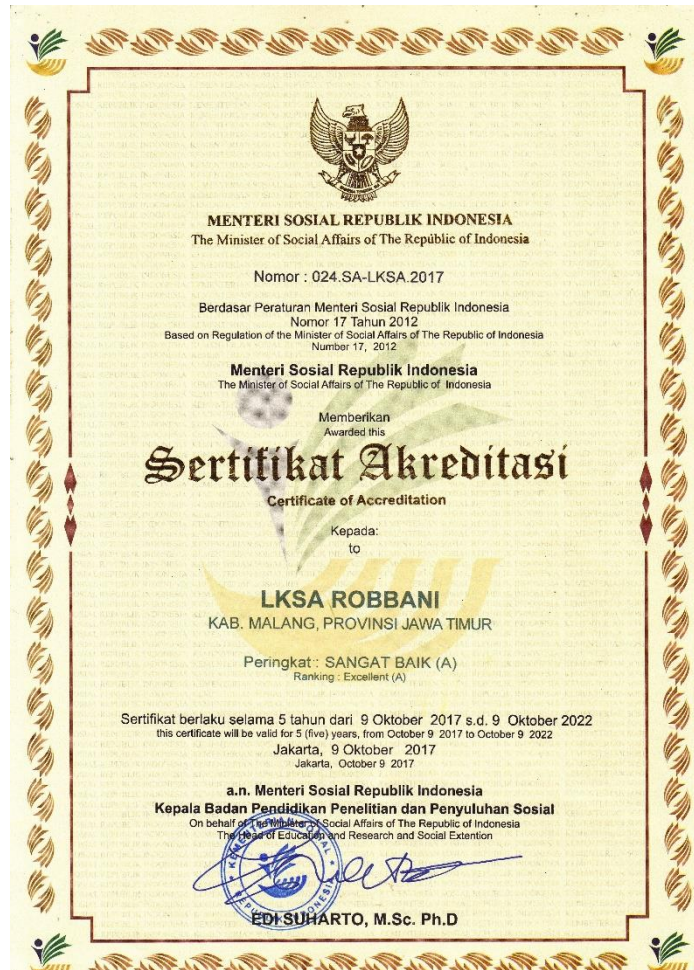 MENTERI SOSIAL REPUBLIK INDONESIA
The Minister of Social Affairs of The Republic of Indonesia
Nomor : 024.SA-LKSA.2017
Berdasar Peraturan Menteri Sosial Republik Indonesia
Nomor 17 Tahun 2012
Based on Regulation of the Minister of Social Affairs of The Republic of Indonesia
Number 17, 2012
Menteri Sosial Republik Indonesia
The Minister of Social Affairs of The Republic of Indonesia
Memberikan
Awarded this
Sertifikat Akreditasi
Certificate of Accreditation
Kepada:
to
LKSA ROBBANI
KAB. MALANG, PROVINSI JAWA TIMUR
Peringkat : SANGAT BAIK (A)
Ranking : Excellent (A)
Sertifikat berlaku selama 5 tahun dari 9 Oktober 2017 s.d. 9 Oktober 2022
this certificate will be valid for 5 (five) years, from October 9 2017 to October 9 2022
Jakarta, 9 Oktober 2017
Jakarta, October 9 2017
a.n. Menteri Sosial Republik Indonesia
Kepala Badan Pendidikan Penelitian dan Penyuluhan Sosial
On behalf of The Minister of Social Affairs of The Republic of Indonesia
The Head of Education and Research and Social Extention
KEMENTERIAN SOSIAL
REPUBLIK INDONESIA
EDI SUHARTO, M.Sc. Ph.D